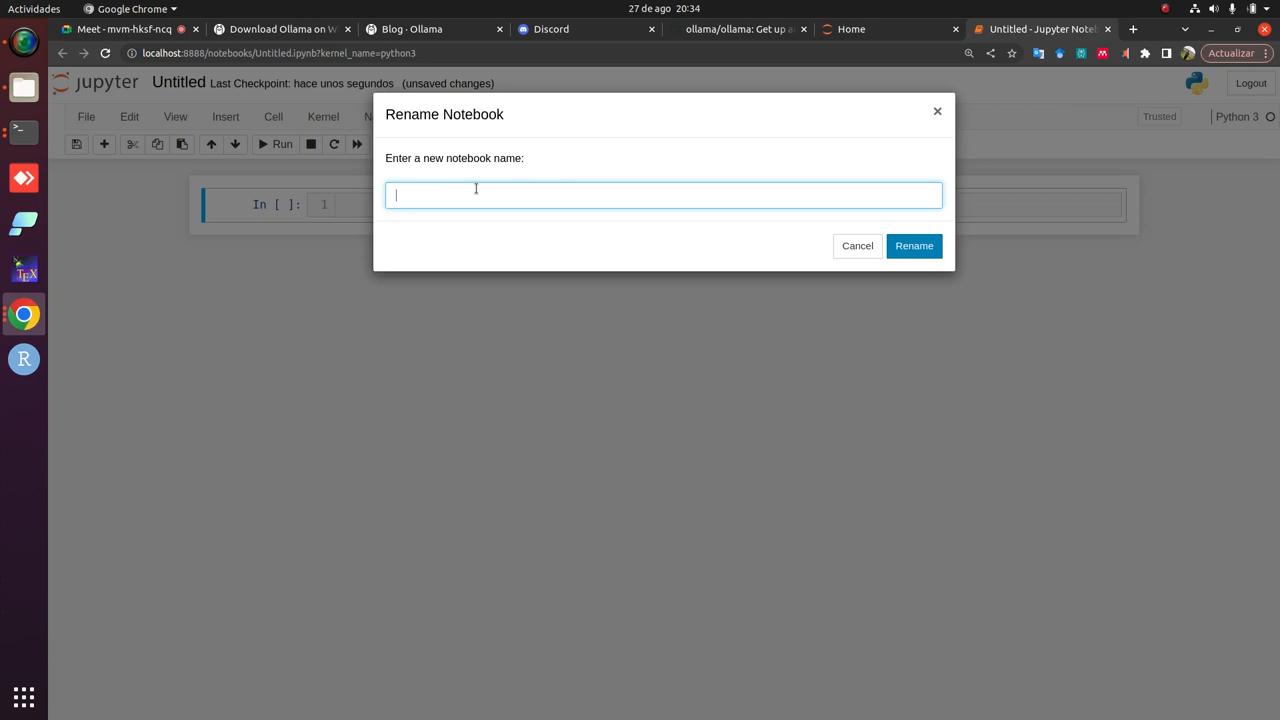 Actividades Google Chrome 27 de ago 20:34
Meet - mvm-hksf-ncq Download Ollama on W Blog - Ollama Discord ollama/ollama: Get up a Home Untitled - Jupyter Noteb
localhost:8888/notebooks/Untitled.ipynb?kernel_name=python3 Actualizar
jupyter Untitled Last Checkpoint: hace unos segundos (unsaved changes) Logout
File Edit View Insert Cell Kernel Trusted Python 3
Run
Rename Notebook ×
Enter a new notebook name:
Cancel Rename
In [ ]: 1
TEX
R